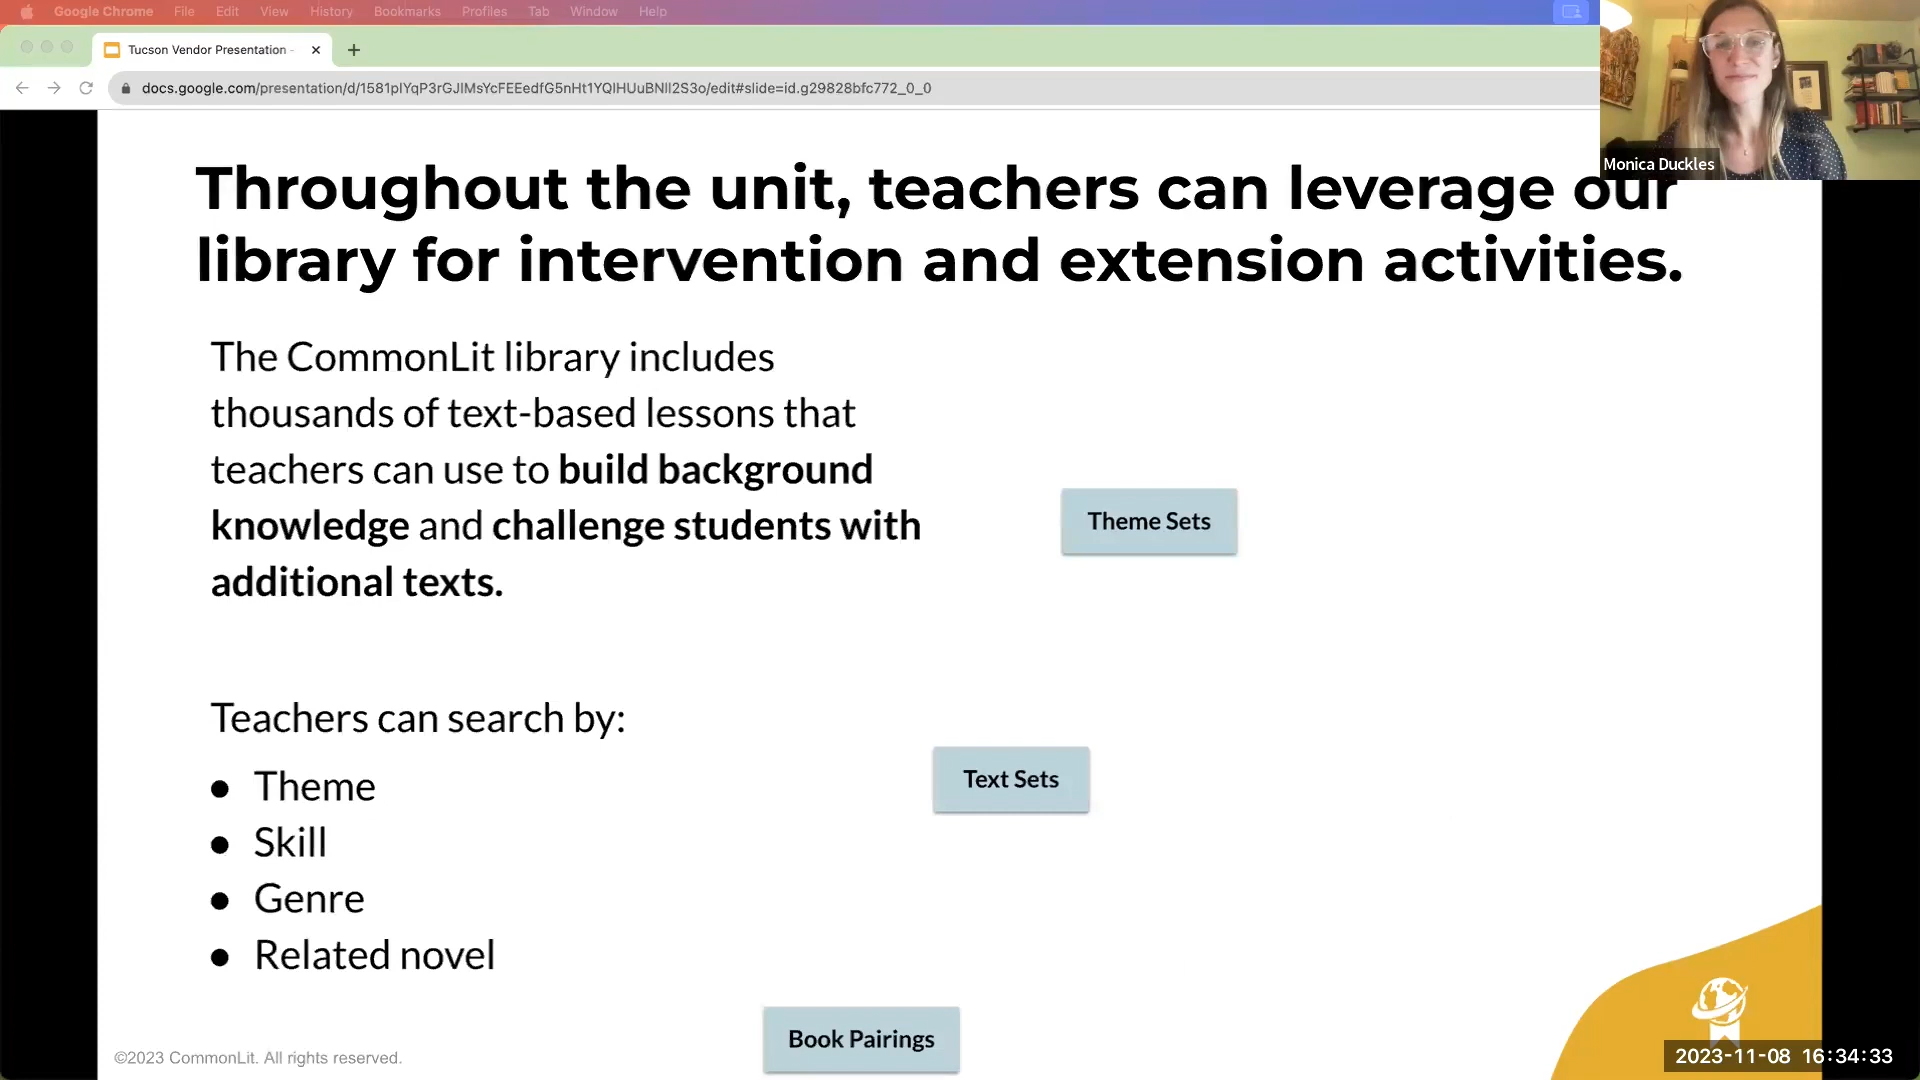 Google Chrome File Edit View History Bookmarks Profiles Tab Window Help
Tucson Vendor Presentation -
docs.google.com/presentation/d/1581pIYqP3rGJIMsYcFEEedfG5nHt1YQIHUuBNII2S3o/edit#slide=id.g29828bfc772_0_0
Monica Duckles
Throughout the unit, teachers can leverage our
library for intervention and extension activities.
The CommonLit library includes
thousands of text-based lessons that
teachers can use to build background
knowledge and challenge students with
additional texts.
Theme Sets
Teachers can search by:
● Theme
● Skill
● Genre
● Related novel
Text Sets
Book Pairings
©2023 CommonLit. All rights reserved.
2023-11-08 16:34:33